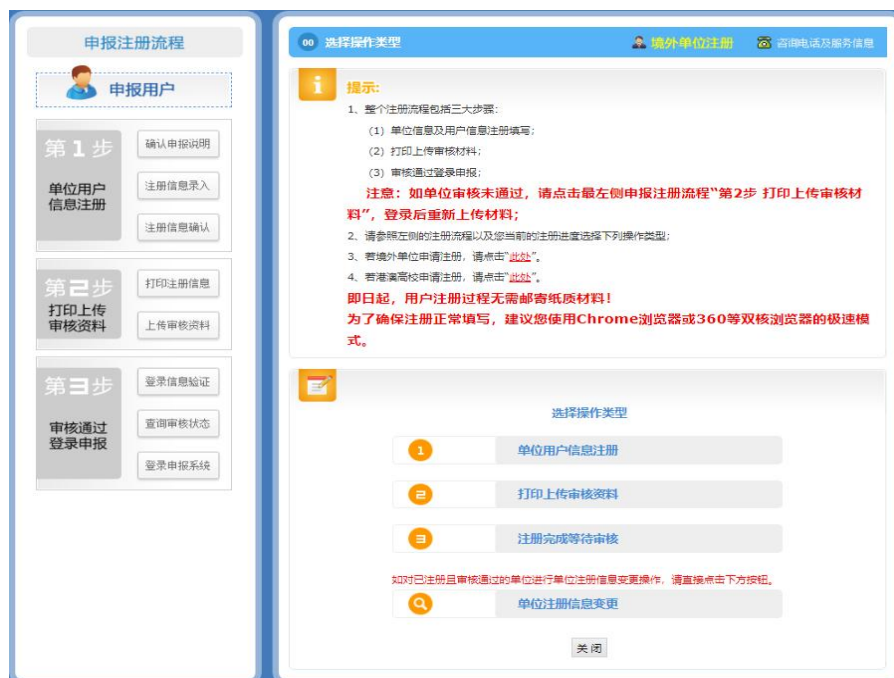 申报注册流程
申报用户
第1步
单位用户
信息注册
确认申报说明
注册信息录入
注册信息确认
第2步
打印上传
审核资料
打印注册信息
上传审核资料
第3步
审核通过
登录申报
登录信息验证
查询审核状态
登录申报系统
00 选择操作类型
境外单位注册
咨询电话及服务信息
提示：
1、整个注册流程包括三大步骤：
(1) 单位信息及用户信息注册填写；
(2) 打印上传审核材料；
(3) 审核通过登录申报；
注意：如单位审核未通过，请点击最左侧申报注册流程“第2步 打印上传审核材
料”，登录后重新上传材料；
2、请参照左侧的注册流程以及您当前的注册进度选择下列操作类型；
3、若境外单位申请注册，请点击“此处”。
4、若港澳高校申请注册，请点击“此处”。
即日起，用户注册过程无需邮寄纸质材料！
为了确保注册正常填写，建议您使用Chrome浏览器或360等双核浏览器的极速模
式。
选择操作类型
1 单位用户信息注册
2 打印上传审核资料
3 注册完成等待审核
如对已注册且审核通过的单位进行单位注册信息变更操作，请直接点击下方按钮。
单位注册信息变更
关闭